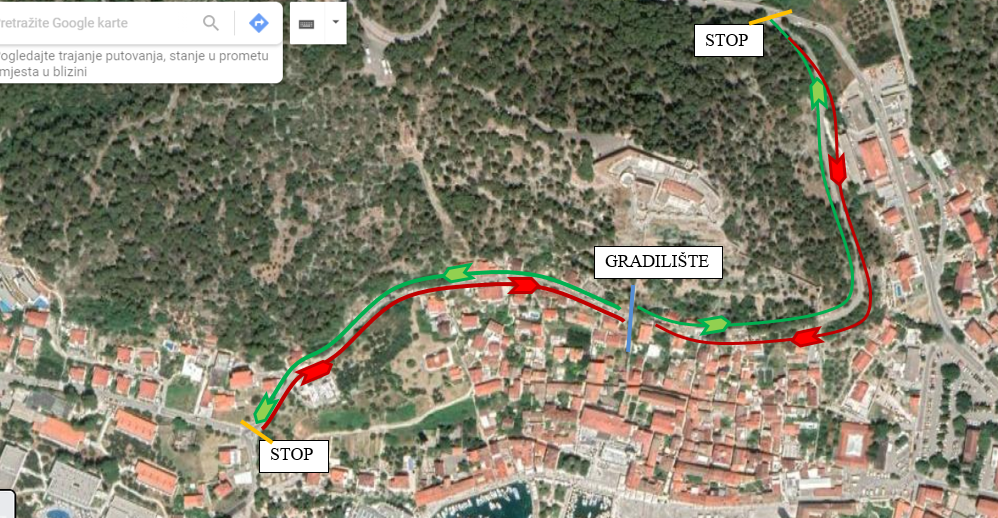 retražite Google karte
ogledajte trajanje putovanja, stanje u prometu
mjesta u blizini
STOP
GRADILIŠTE
STOP